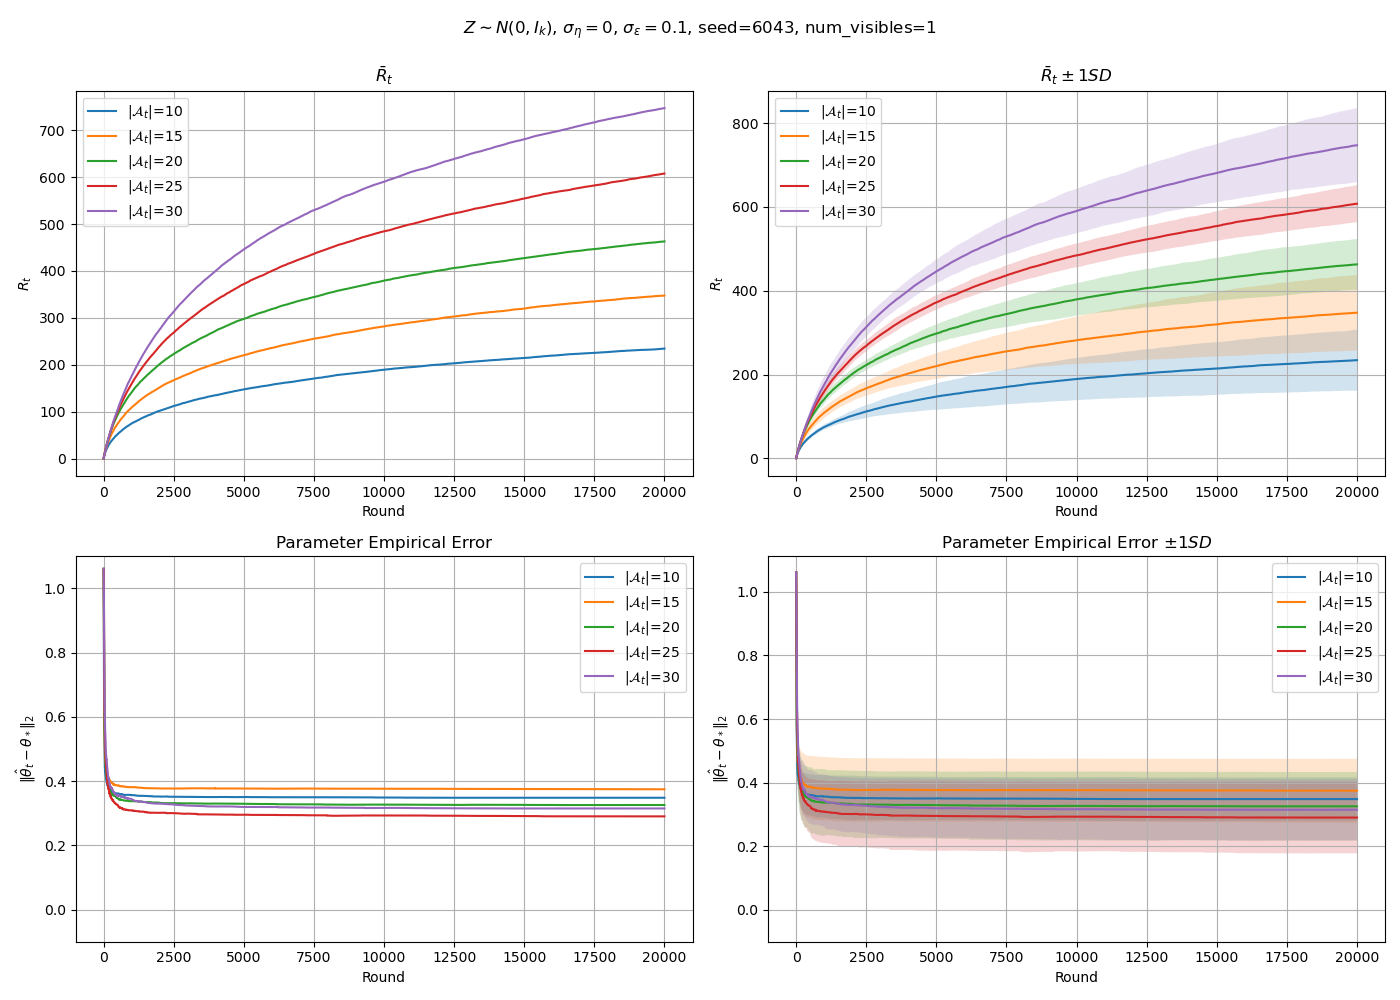 Z ∼ N(0, I_k), σ_η = 0, σ_ε = 0.1, seed=6043, num_visibles=1
R̄_t
R_t
700
600
500
400
300
200
100
0
|𝒜_t|=10
|𝒜_t|=15
|𝒜_t|=20
|𝒜_t|=25
|𝒜_t|=30
0 2500 5000 7500 10000 12500 15000 17500 20000
Round
R̄_t ± 1SD
R_t
800
600
400
200
0
|𝒜_t|=10
|𝒜_t|=15
|𝒜_t|=20
|𝒜_t|=25
|𝒜_t|=30
0 2500 5000 7500 10000 12500 15000 17500 20000
Round
Parameter Empirical Error
‖θ̂_t − θ_*‖_2
1.0
0.8
0.6
0.4
0.2
0.0
|𝒜_t|=10
|𝒜_t|=15
|𝒜_t|=20
|𝒜_t|=25
|𝒜_t|=30
0 2500 5000 7500 10000 12500 15000 17500 20000
Round
Parameter Empirical Error ±1SD
‖θ̂_t − θ_*‖_2
1.0
0.8
0.6
0.4
0.2
0.0
|𝒜_t|=10
|𝒜_t|=15
|𝒜_t|=20
|𝒜_t|=25
|𝒜_t|=30
0 2500 5000 7500 10000 12500 15000 17500 20000
Round